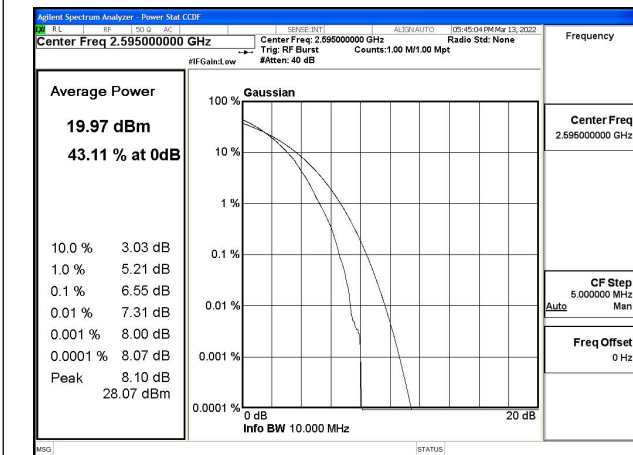 Agilent Spectrum Analyzer - Power Stat CCDF
RL RF 50 Ω AC SENSE:INT ALIGN AUTO 05:45:04 PM Mar 13, 2022
Center Freq 2.595000000 GHz
Center Freq: 2.595000000 GHz Radio Std: None
Trig: RF Burst Counts:1.00 M/1.00 Mpt
#IFGain:Low #Atten: 40 dB
Frequency
Average Power
19.97 dBm
43.11 % at 0dB
10.0 % 3.03 dB
1.0 % 5.21 dB
0.1 % 6.55 dB
0.01 % 7.31 dB
0.001 % 8.00 dB
0.0001 % 8.07 dB
Peak 8.10 dB
28.07 dBm
Gaussian
100 %
10 %
1 %
0.1 %
0.01 %
0.001 %
0.0001 %
0 dB 20 dB
Info BW 10.000 MHz
Center Freq
2.595000000 GHz
CF Step
5.000000 MHz
Auto Man
Freq Offset
0 Hz
MSG STATUS